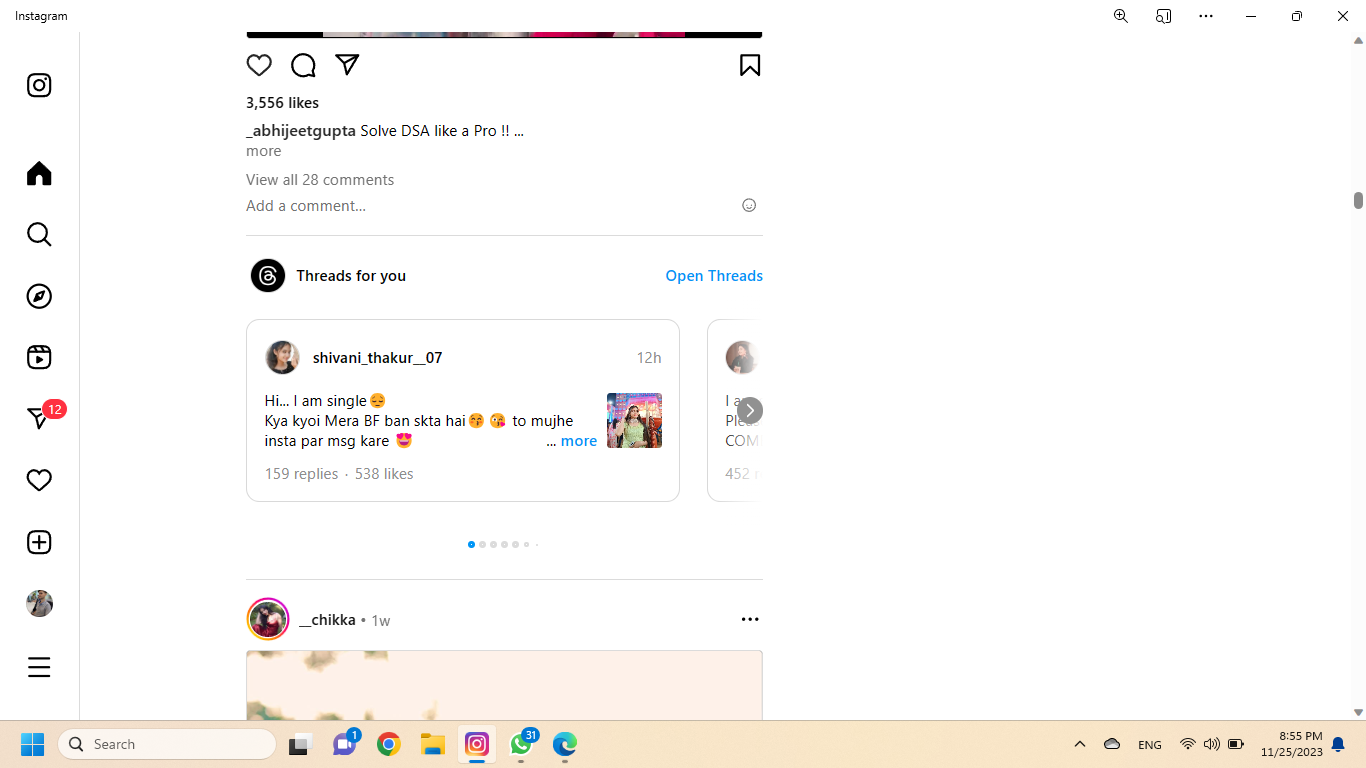 Instagram
3,556 likes
_abhijeetgupta Solve DSA like a Pro !! ...
more
View all 28 comments
Add a comment...
Threads for you
Open Threads
shivani_thakur__07
12h
Hi... I am single😔
Kya kyoi Mera BF ban skta hai😚 😘 to mujhe
insta par msg kare 😍 ... more
159 replies · 538 likes
I a
COM
452
12
__chikka • 1w
Search
1
31
ENG
8:55 PM
11/25/2023